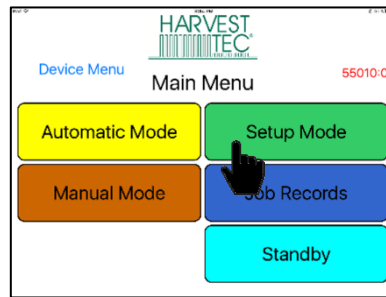 HARVEST
TEC
Device Menu
Main Menu
55010:0
Automatic Mode
Setup Mode
Manual Mode
Job Records
Standby